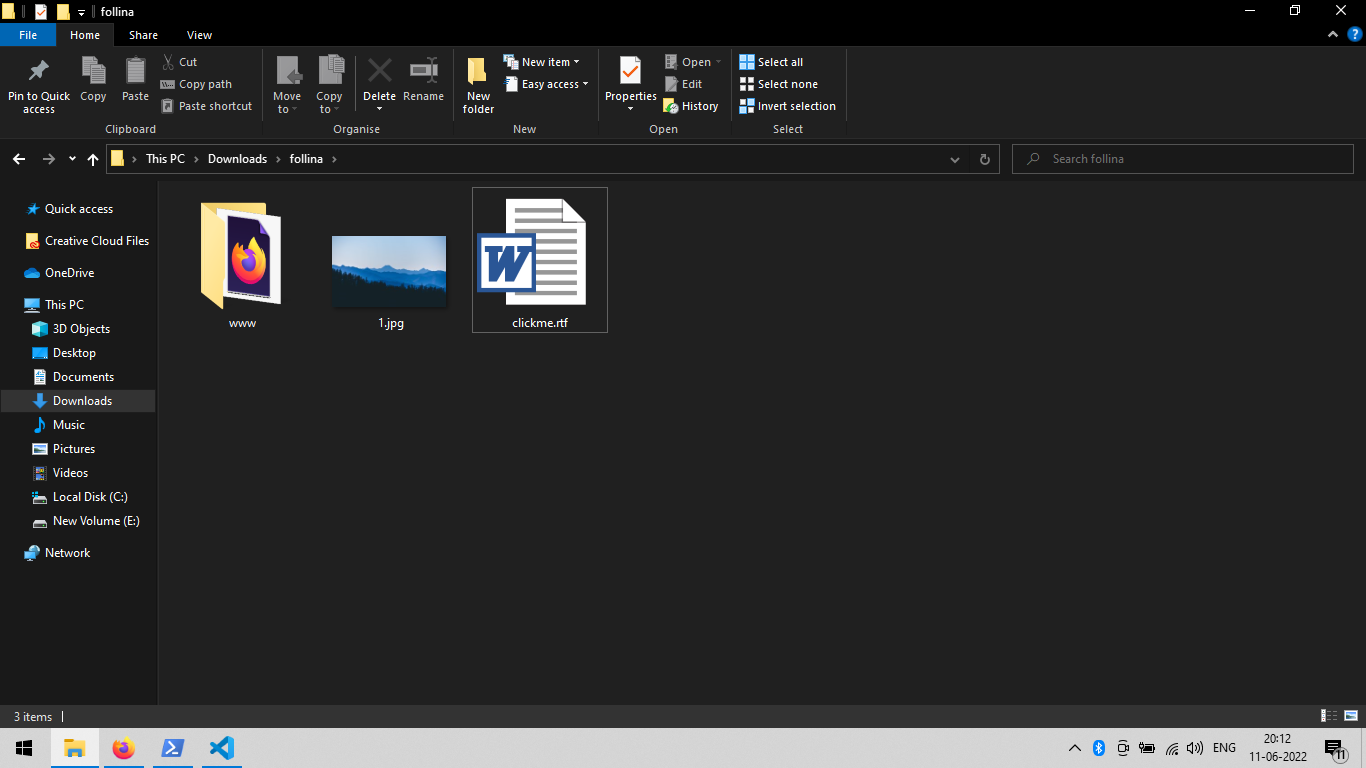 follina
File Home Share View
Pin to Quick access
Copy
Paste
Cut
Copy path
Paste shortcut
Clipboard
Move to
Copy to
Delete
Rename
Organise
New folder
New item
Easy access
New
Properties
Open
Edit
History
Open
Select all
Select none
Invert selection
Select
This PC > Downloads > follina >
Search follina
Quick access
Creative Cloud Files
OneDrive
This PC
3D Objects
Desktop
Documents
Downloads
Music
Pictures
Videos
Local Disk (C:)
New Volume (E:)
Network
W
www
1.jpg
clickme.rtf
3 items
ENG
20:12
11-06-2022
11